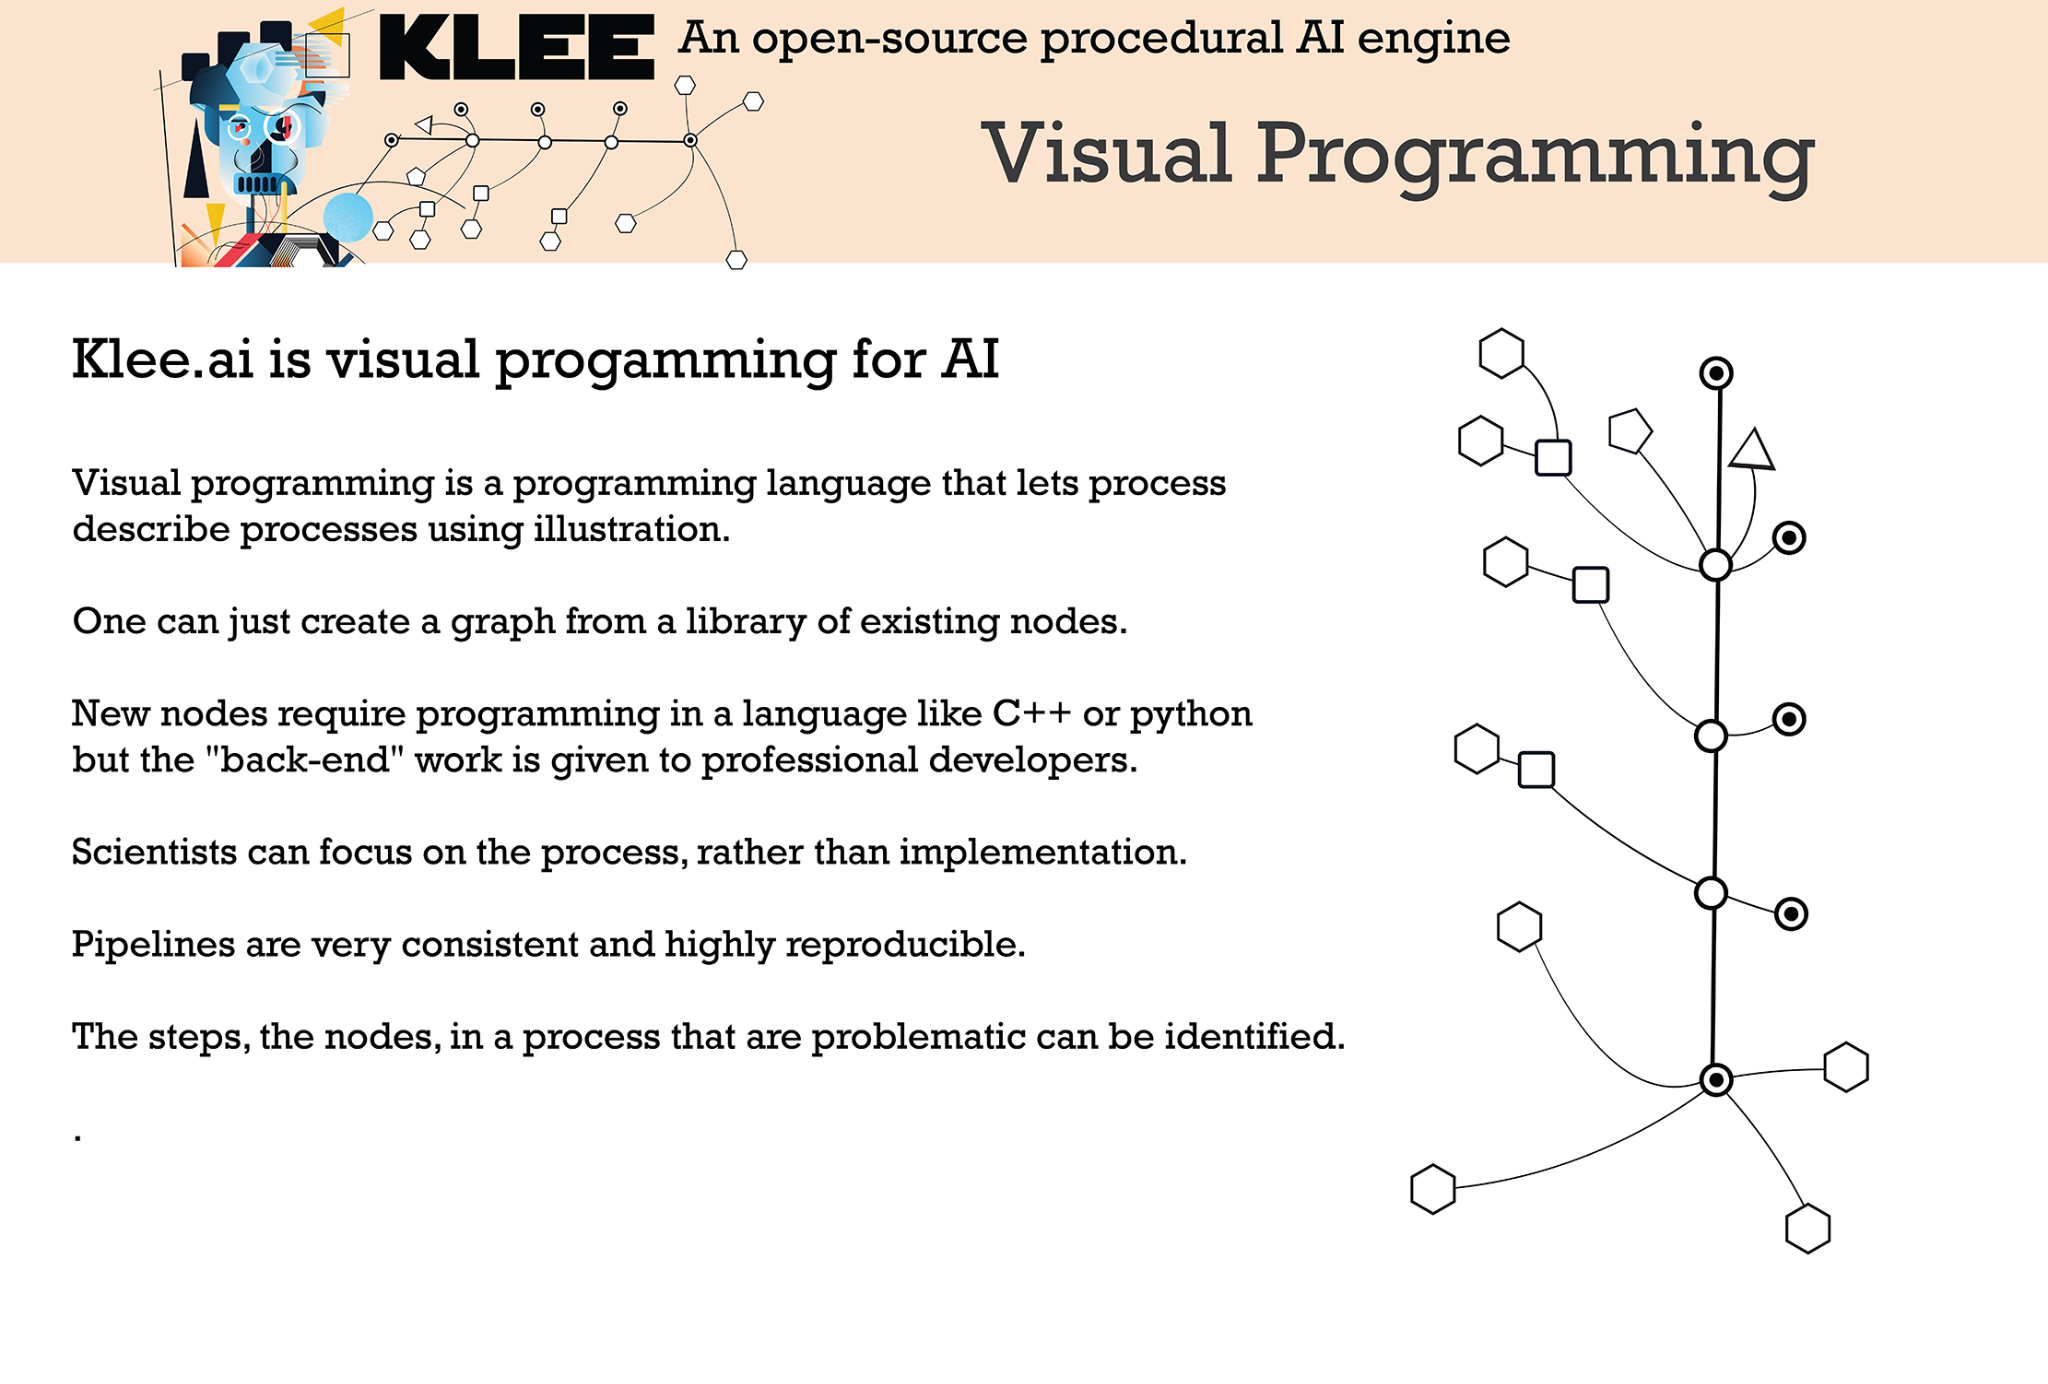 KLEE An open-source procedural AI engine
Visual Programming
Klee.ai is visual progamming for AI
Visual programming is a programming language that lets process
describe processes using illustration.
One can just create a graph from a library of existing nodes.
New nodes require programming in a language like C++ or python
but the "back-end" work is given to professional developers.
Scientists can focus on the process, rather than implementation.
Pipelines are very consistent and highly reproducible.
The steps, the nodes, in a process that are problematic can be identified.
.